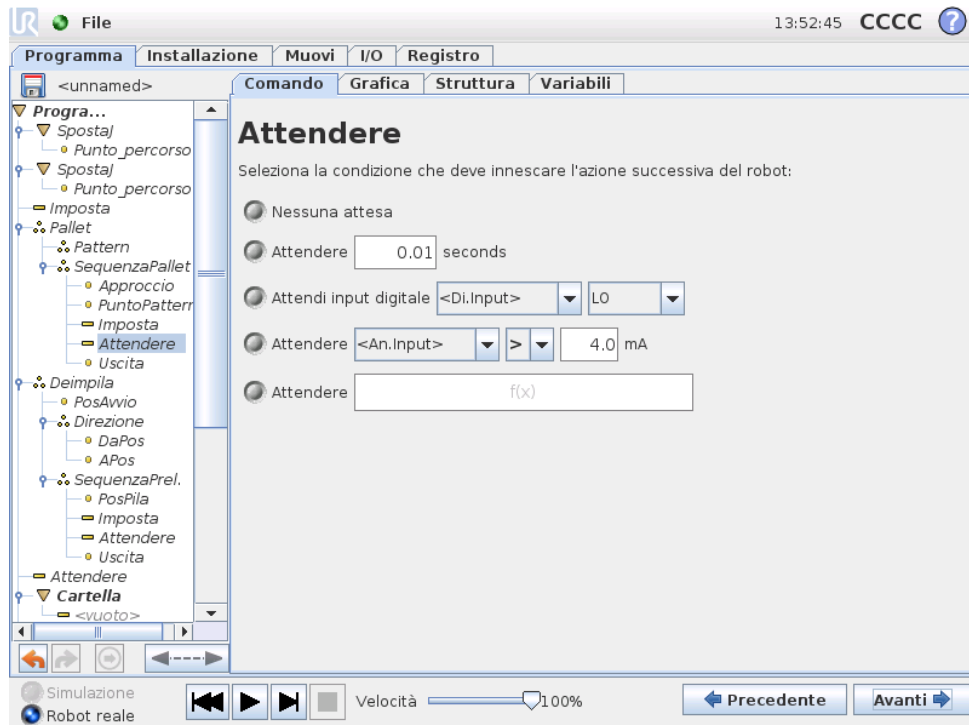 UR File 13:52:45 CCCC ?
Programma Installazione Muovi I/O Registro
<unnamed> Comando Grafica Struttura Variabili
Progra...
SpostaJ
Punto_percorso
SpostaJ
Punto_percorso
Imposta
Pallet
Pattern
SequenzaPallet
Approccio
PuntoPattern
Imposta
Attendere
Uscita
Deimpila
PosAvvio
Direzione
DaPos
APos
SequenzaPrel.
PosPila
Imposta
Attendere
Uscita
Attendere
Cartella
<vuoto>
Attendere
Seleziona la condizione che deve innescare l'azione successiva del robot:
Nessuna attesa
Attendere 0.01 seconds
Attendi input digitale <Di.Input> LO
Attendere <An.Input> > 4.0 mA
Attendere f(x)
Simulazione
Robot reale
Velocità 100%
Precedente Avanti